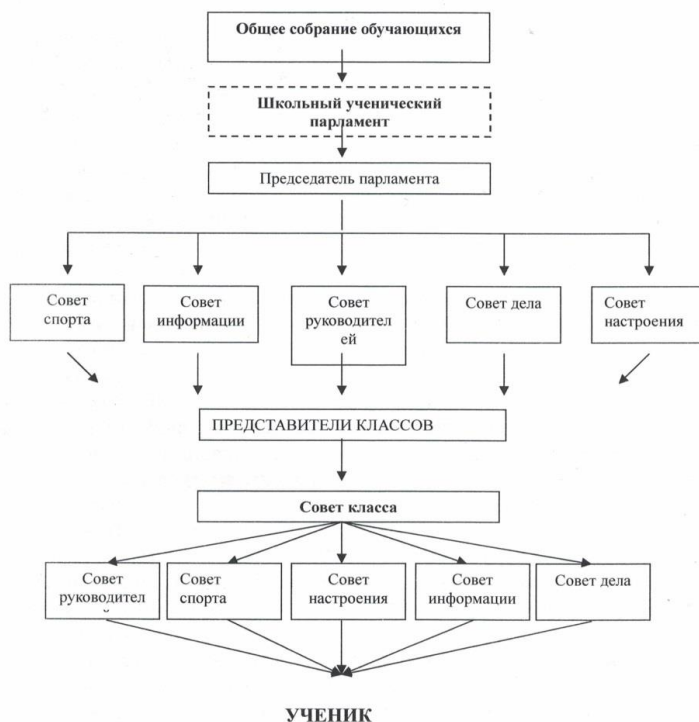 Общее собрание обучающихся
Школьный ученический
парламент
Председатель парламента
Совет
спорта
Совет
информации
Совет
руководител
ей
Совет дела
Совет
настроения
ПРЕДСТАВИТЕЛИ КЛАССОВ
Совет класса
Совет
руководител
Совет
спорта
Совет
настроения
Совет
информации
Совет дела
УЧЕНИК